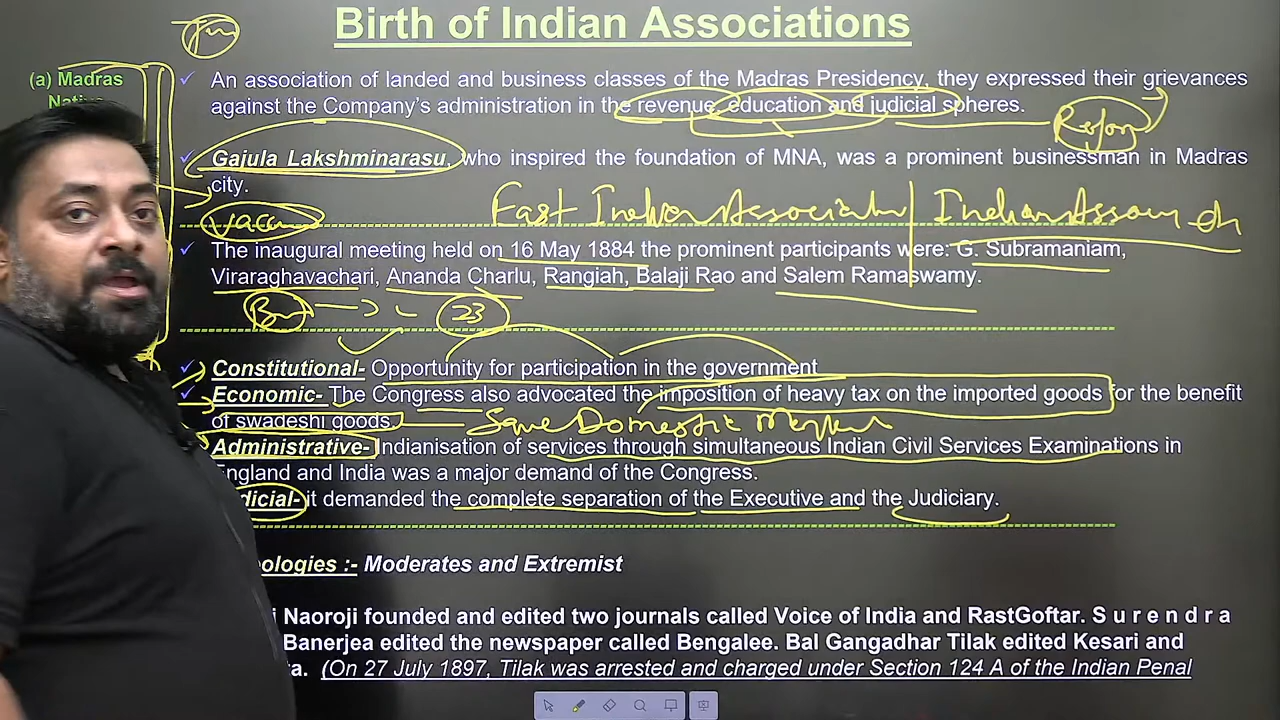 Birth of Indian Associations
(a) Madras
Native
✓ An association of landed and business classes of the Madras Presidency, they expressed their grievances
against the Company's administration in the revenue, education and judicial spheres.
✓ Gajula Lakshminarasu, who inspired the foundation of MNA, was a prominent businessman in Madras
city.
East Indian Association Indian Assom
✓ The inaugural meeting held on 16 May 1884 the prominent participants were: G. Subramaniam,
Viraraghavachari, Ananda Charlu, Rangiah, Balaji Rao and Salem Ramaswamy.
23
✓ Constitutional- Opportunity for participation in the government
✓ Economic- The Congress also advocated the imposition of heavy tax on the imported goods for the benefit
of swadeshi goods. Save Domestic Market
Administrative- Indianisation of services through simultaneous Indian Civil Services Examinations in
England and India was a major demand of the Congress.
dicial- it demanded the complete separation of the Executive and the Judiciary.
ologies :- Moderates and Extremist
i Naoroji founded and edited two journals called Voice of India and RastGoftar. S u r e n d r a
Banerjea edited the newspaper called Bengalee. Bal Gangadhar Tilak edited Kesari and
a. (On 27 July 1897, Tilak was arrested and charged under Section 124 A of the Indian Penal